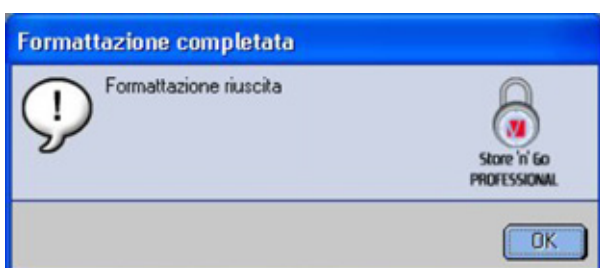 Formattazione completata
Formattazione riuscita
Store 'n' Go
PROFESSIONAL
OK